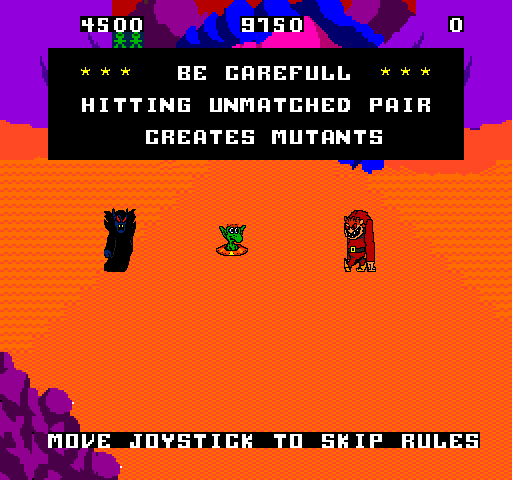 4500 9750 0
*** BE CAREFULL ***
HITTING UNMATCHED PAIR
CREATES MUTANTS
MOVE JOYSTICK TO SKIP RULES